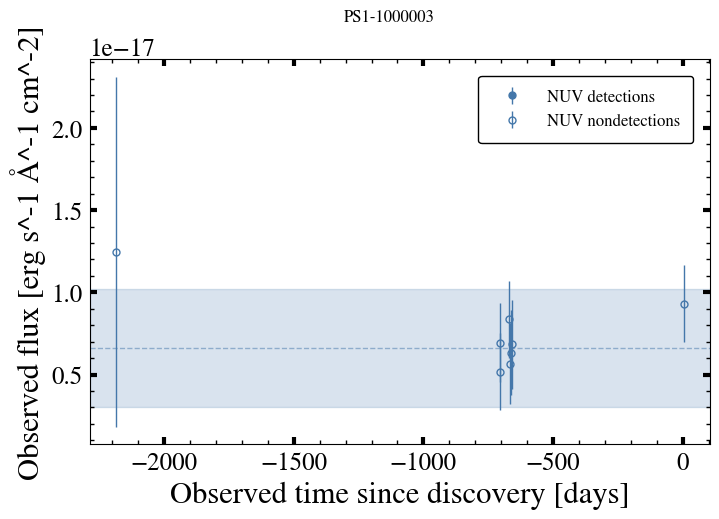 PS1-1000003
1e−17
NUV detections
NUV nondetections
2.0
1.5
1.0
0.5
Observed flux [erg s^-1 Å^-1 cm^-2]
−2000
−1500
−1000
−500
0
Observed time since discovery [days]